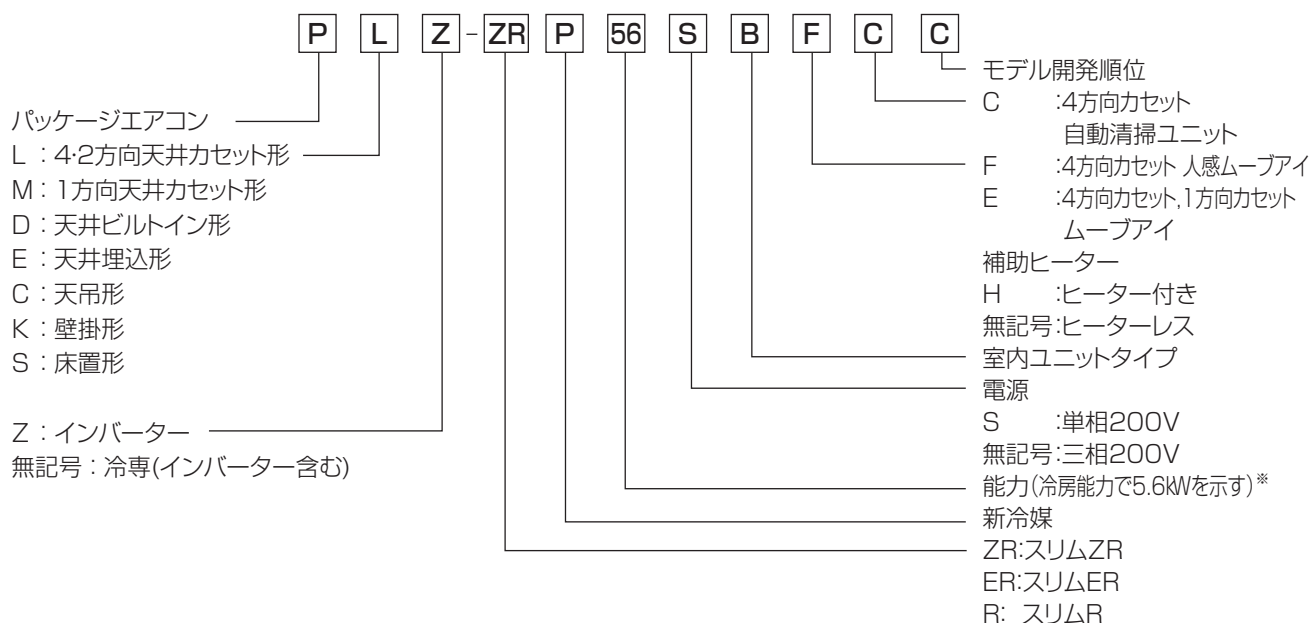 P L Z - ZR P 56 S B F C C
パッケージエアコン
L : 4・2方向天井カセット形
M : 1方向天井カセット形
D : 天井ビルトイン形
E : 天井埋込形
C : 天吊形
K : 壁掛形
S : 床置形
Z : インバーター
無記号 : 冷専(インバーター含む)
モデル開発順位
C :4方向カセット
自動清掃ユニット
F :4方向カセット 人感ムーブアイ
E :4方向カセット,1方向カセット
ムーブアイ
補助ヒーター
H :ヒーター付き
無記号:ヒーターレス
室内ユニットタイプ
電源
S :単相200V
無記号:三相200V
能力(冷房能力で5.6kWを示す)※
新冷媒
ZR:スリムZR
ER:スリムER
R: スリムR